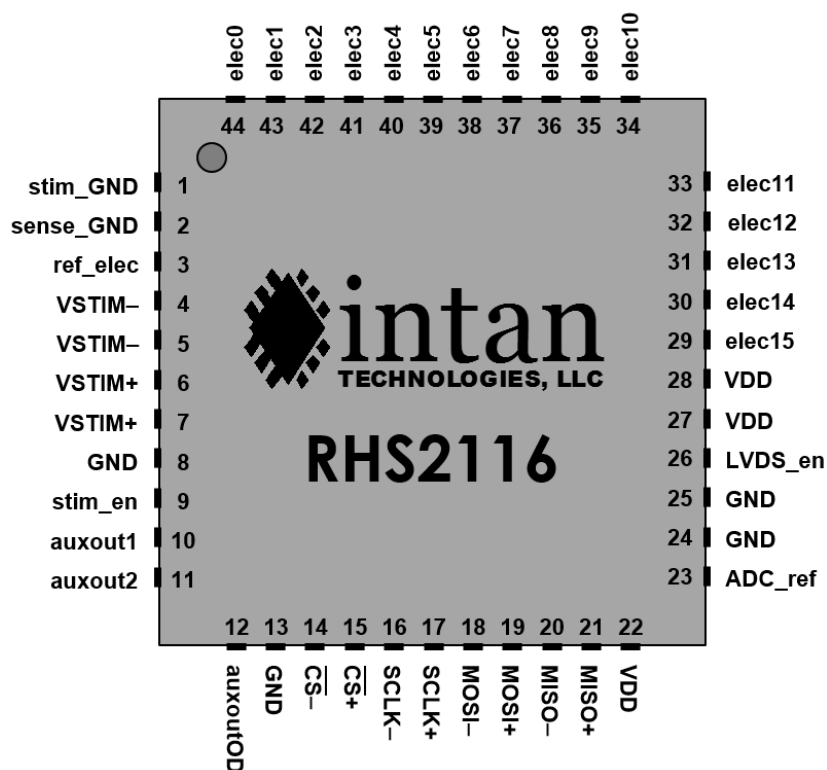 elec0 elec1 elec2 elec3 elec4 elec5 elec6 elec7 elec8 elec9 elec10
44 43 42 41 40 39 38 37 36 35 34
stim_GND 1
sense_GND 2
ref_elec 3
VSTIM– 4
VSTIM– 5
VSTIM+ 6
VSTIM+ 7
GND 8
stim_en 9
auxout1 10
auxout2 11
intan
TECHNOLOGIES, LLC
RHS2116
33 elec11
32 elec12
31 elec13
30 elec14
29 elec15
28 VDD
27 VDD
26 LVDS_en
25 GND
24 GND
23 ADC_ref
12 13 14 15 16 17 18 19 20 21 22
auxoutOD GND C̅S̅– C̅S̅+ SCLK– SCLK+ MOSI– MOSI+ MISO– MISO+ VDD